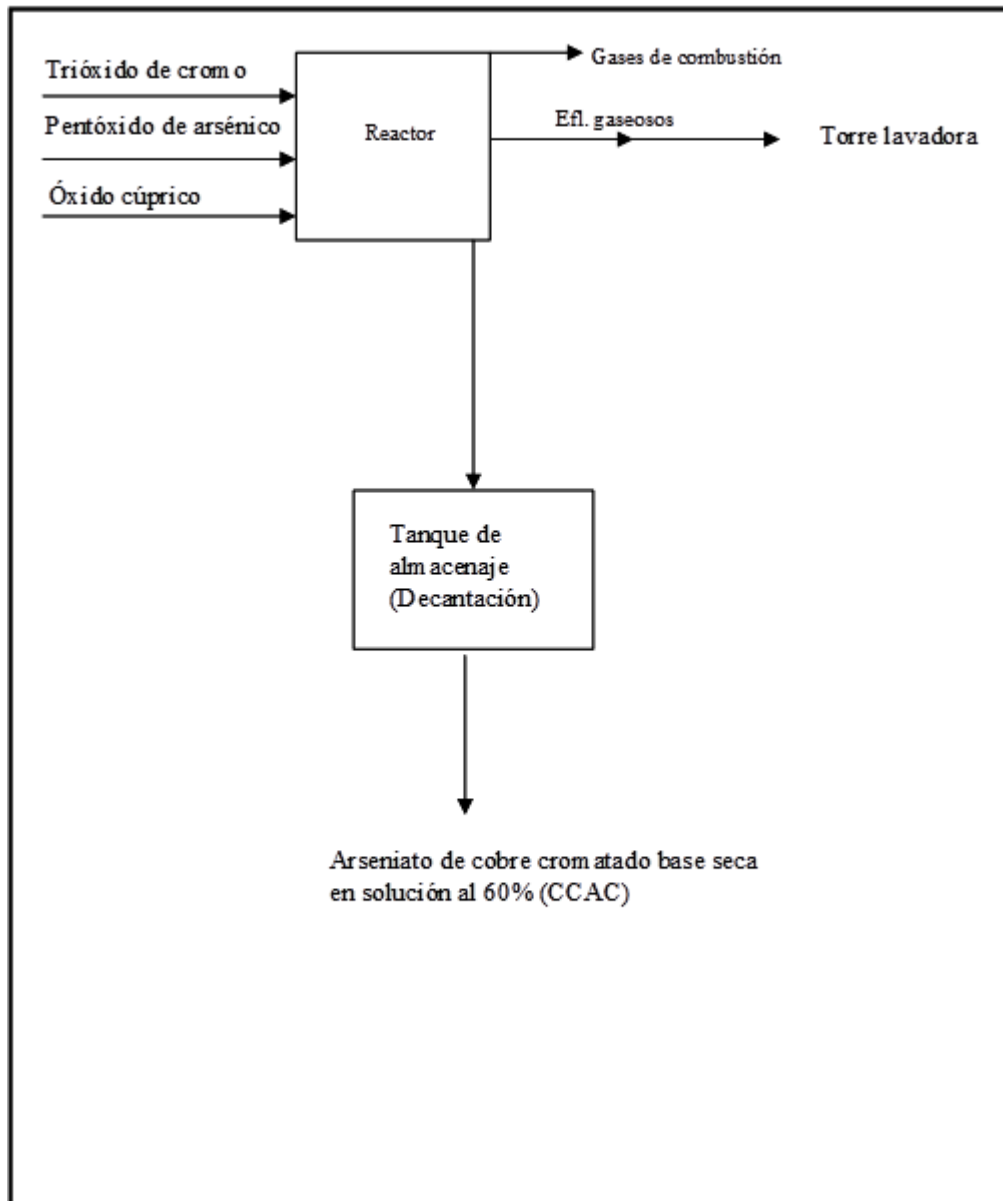 Trióxido de cromo
Pentóxido de arsénico
Óxido cúprico
Reactor
Gases de combustión
Efl. gaseosos
Torre lavadora
Tanque de
almacenaje
(Decantación)
Arseniato de cobre cromatado base seca
en solución al 60% (CCAC)